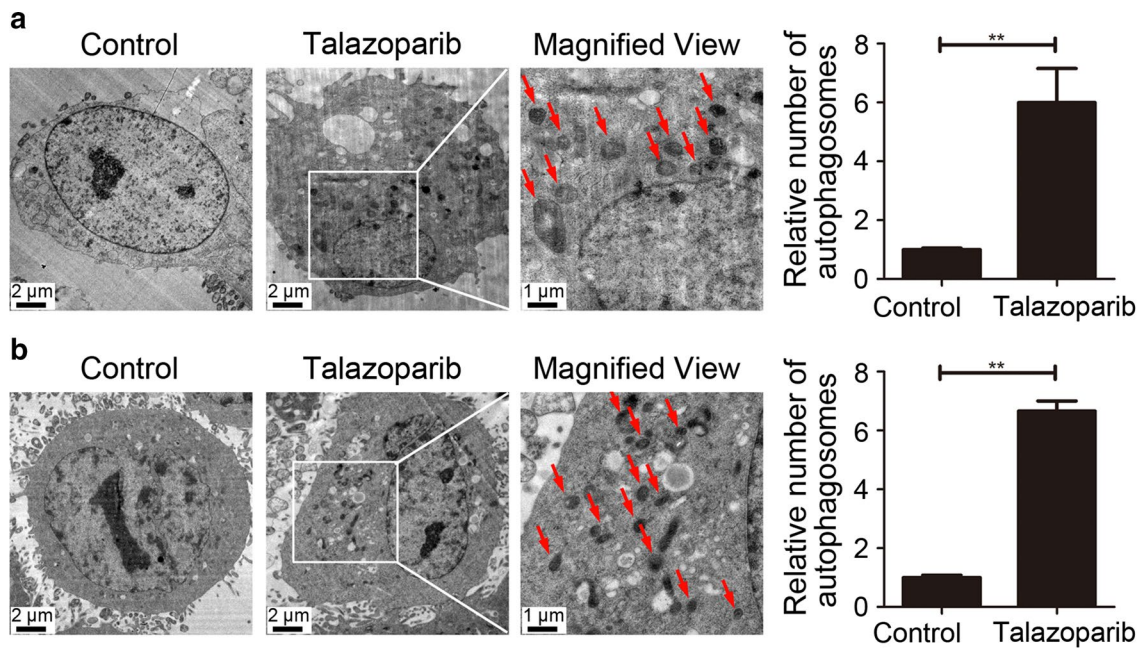 a
Control
Talazoparib
Magnified View
2 µm
2 µm
1 µm
Relative number of
autophagosomes
8
6
4
2
0
**
Control
Talazoparib
b
Control
Talazoparib
Magnified View
2 µm
2 µm
1 µm
Relative number of
autophagosomes
8
6
4
2
0
**
Control
Talazoparib